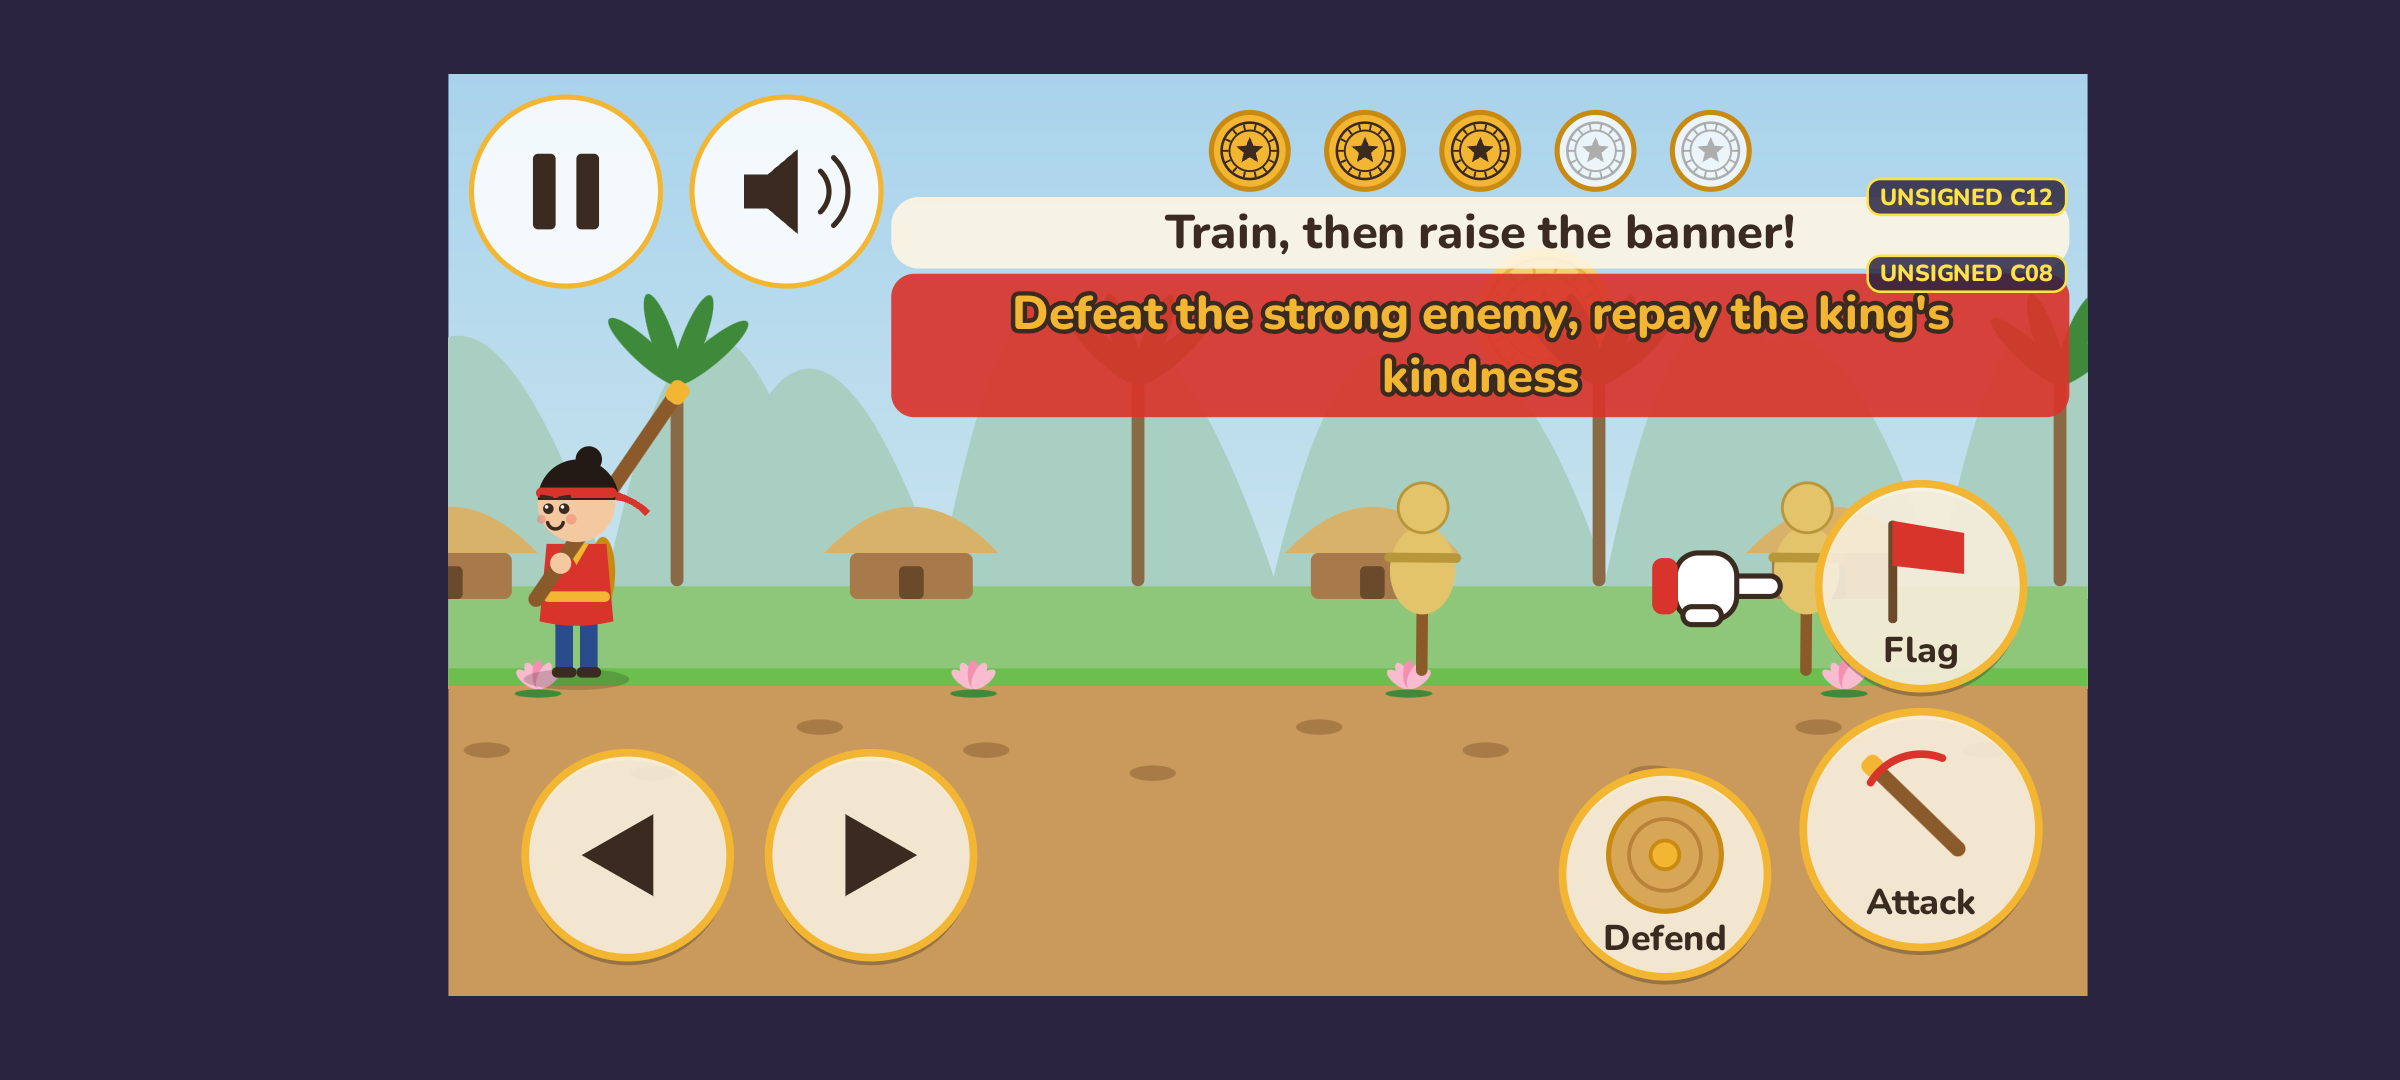 UNSIGNED C12
Train, then raise the banner!
UNSIGNED C08
Defeat the strong enemy, repay the king's
kindness
Flag
Attack
Defend